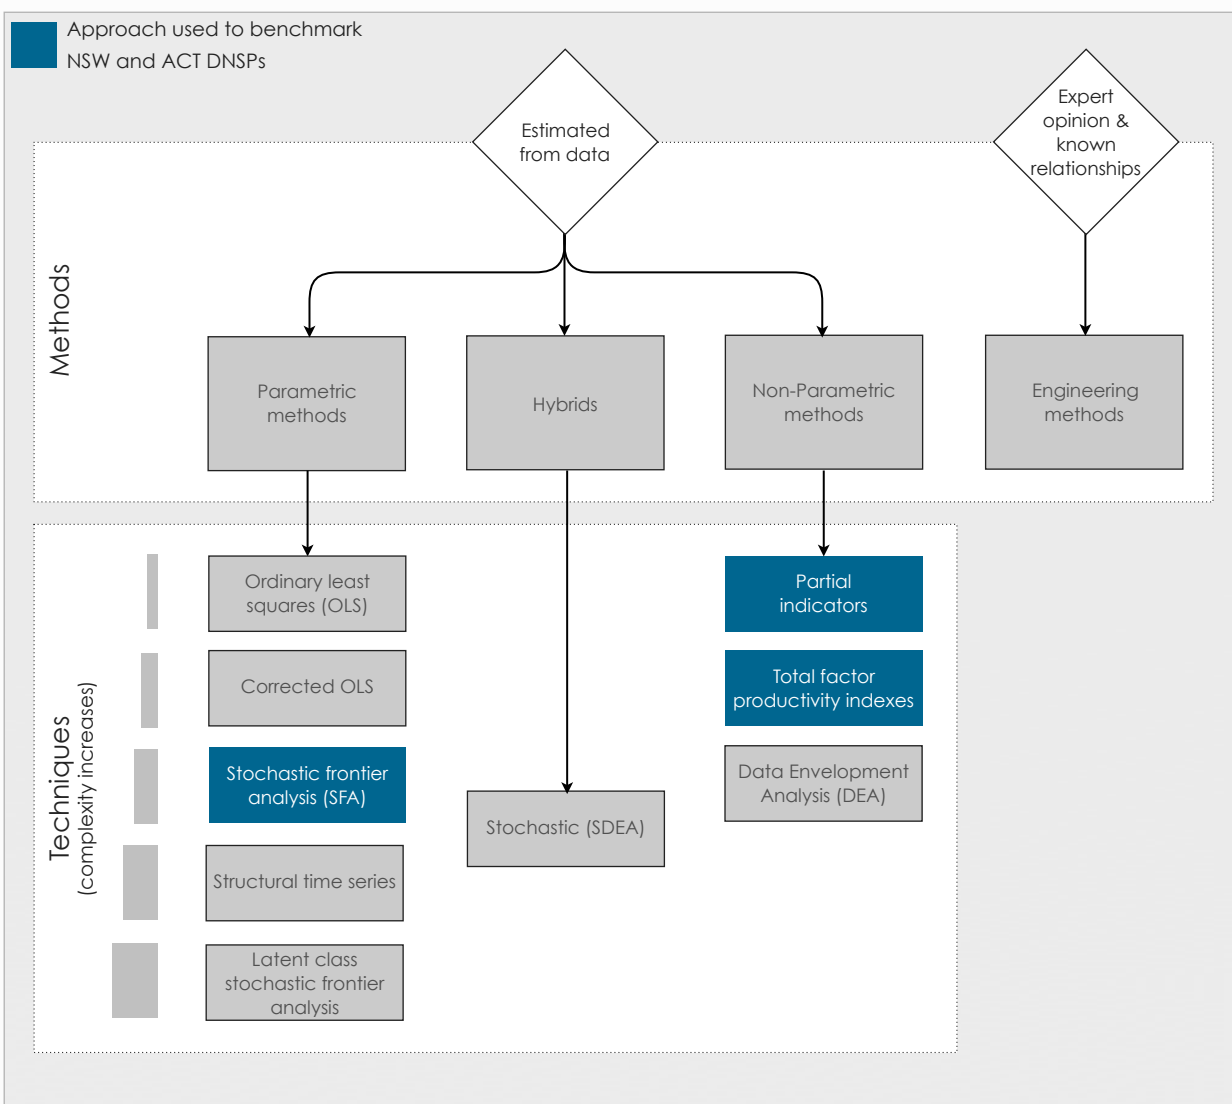 Approach used to benchmark
NSW and ACT DNSPs
Estimated
from data
Expert
opinion &
known
relationships
Methods
Parametric
methods
Hybrids
Non-Parametric
methods
Engineering
methods
Techniques
(complexity increases)
Ordinary least
squares (OLS)
Corrected OLS
Stochastic frontier
analysis (SFA)
Structural time series
Latent class
stochastic frontier
analysis
Stochastic (SDEA)
Partial
indicators
Total factor
productivity indexes
Data Envelopment
Analysis (DEA)